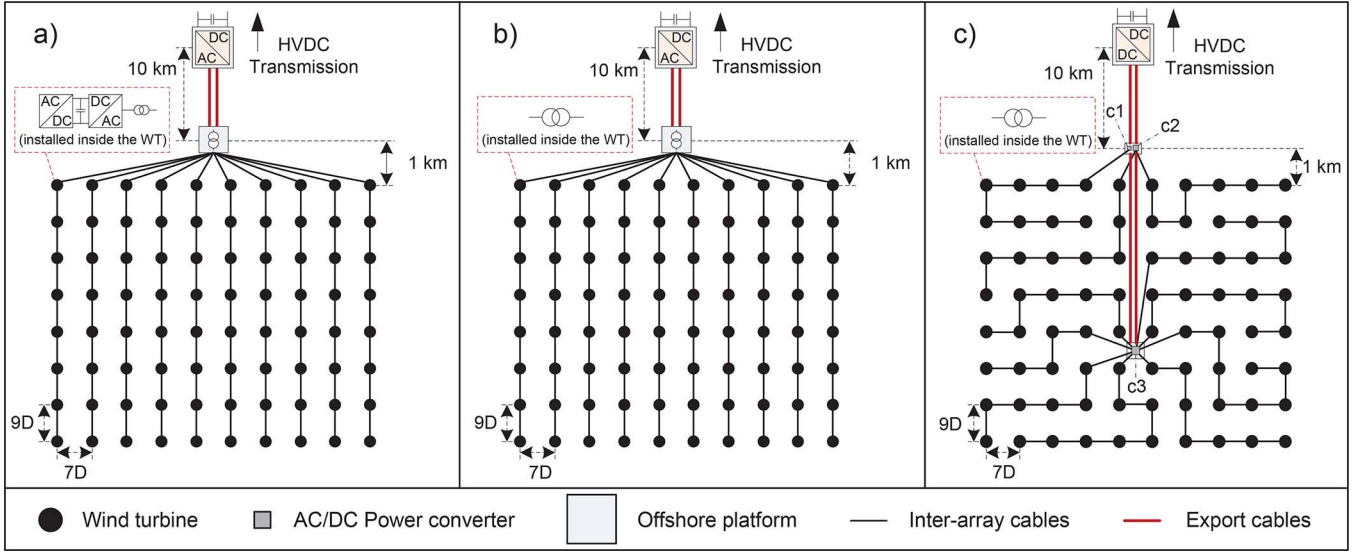 a)
DC
AC
HVDC
Transmission
10 km
AC
DC
DC
AC
(installed inside the WT)
1 km
9D
7D
b)
DC
AC
HVDC
Transmission
10 km
(installed inside the WT)
1 km
9D
7D
c)
DC
DC
HVDC
Transmission
10 km
c1
c2
(installed inside the WT)
1 km
c3
9D
7D
Wind turbine
AC/DC Power converter
Offshore platform
Inter-array cables
Export cables